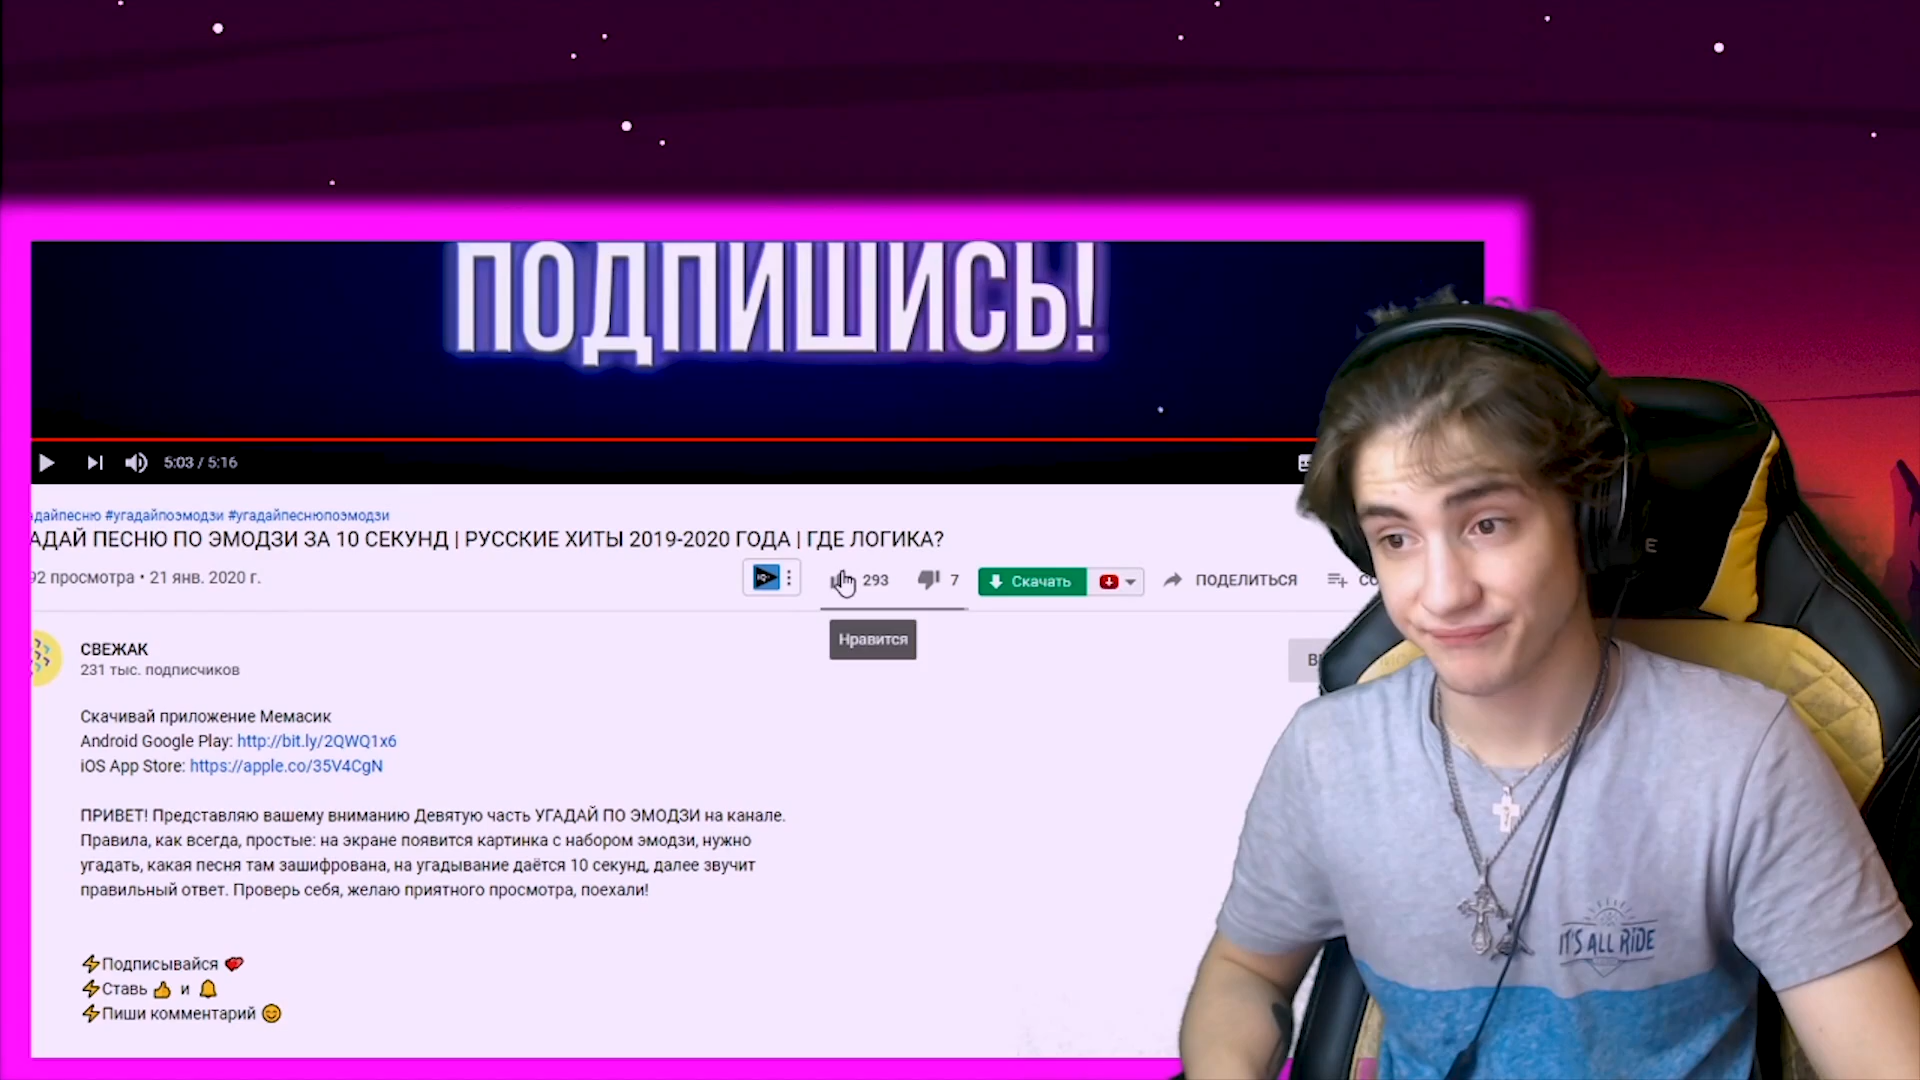 ПОДПИШИСЬ!
5:03 / 5:16
#угадайпоэмодзи #угадайпеснюпоэмодзи
ПЕСНЮ ПО ЭМОДЗИ ЗА 10 СЕКУНД | РУССКИЕ ХИТЫ 2019-2020 ГОДА | ГДЕ ЛОГИКА?
просмотра • 21 янв. 2020 г.
293
7
Скачать
ПОДЕЛИТЬСЯ
Нравится
СВЕЖАК
231 тыс. подписчиков
Скачивай приложение Мемасик
Android Google Play: http://bit.ly/2QWQ1x6
iOS App Store: https://apple.co/35V4CgN
ПРИВЕТ! Представляю вашему вниманию Девятую часть УГАДАЙ ПО ЭМОДЗИ на канале.
Правила, как всегда, простые: на экране появится картинка с набором эмодзи, нужно
угадать, какая песня там зашифрована, на угадывание даётся 10 секунд, далее звучит
правильный ответ. Проверь себя, желаю приятного просмотра, поехали!
⚡Подписывайся 💖
⚡Ставь 👍 и 🔔
⚡Пиши комментарий 😊
IT'S ALL RIDE